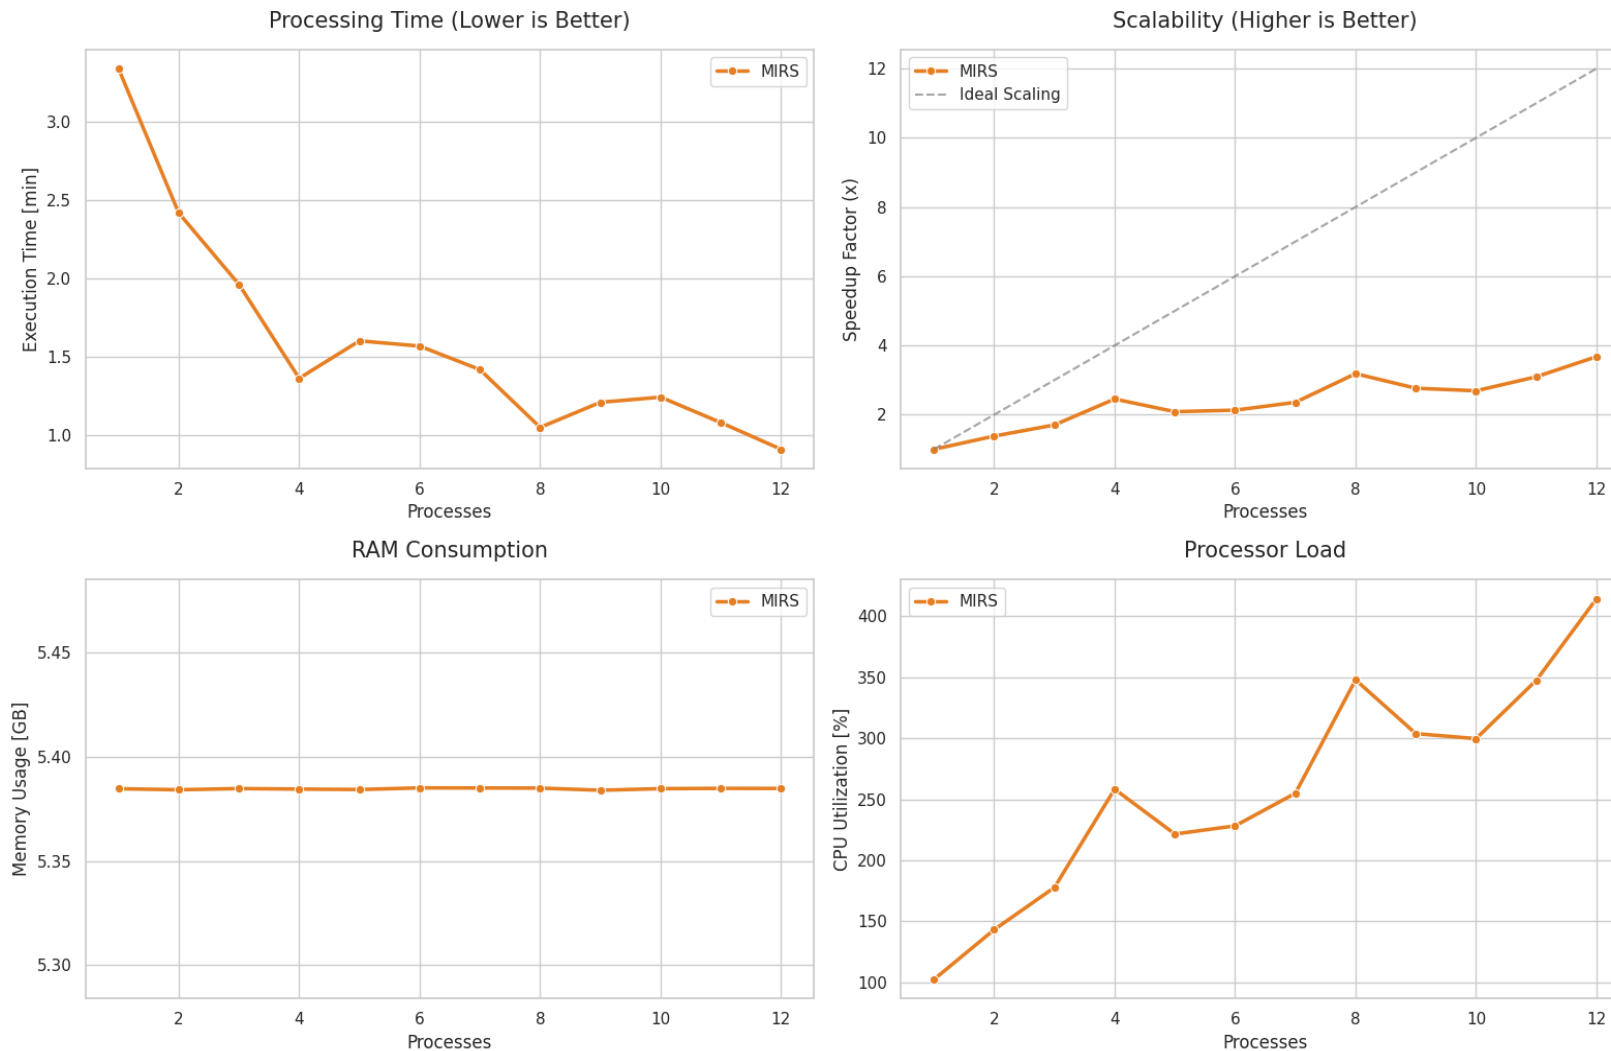 Processing Time (Lower is Better)
MIRS
3.0
2.5
2.0
1.5
1.0
Execution Time [min]
2 4 6 8 10 12
Processes
Scalability (Higher is Better)
MIRS
Ideal Scaling
12
10
8
6
4
2
Speedup Factor (x)
2 4 6 8 10 12
Processes
RAM Consumption
MIRS
5.45
5.40
5.35
5.30
Memory Usage [GB]
2 4 6 8 10 12
Processes
Processor Load
MIRS
400
350
300
250
200
150
100
CPU Utilization [%]
2 4 6 8 10 12
Processes